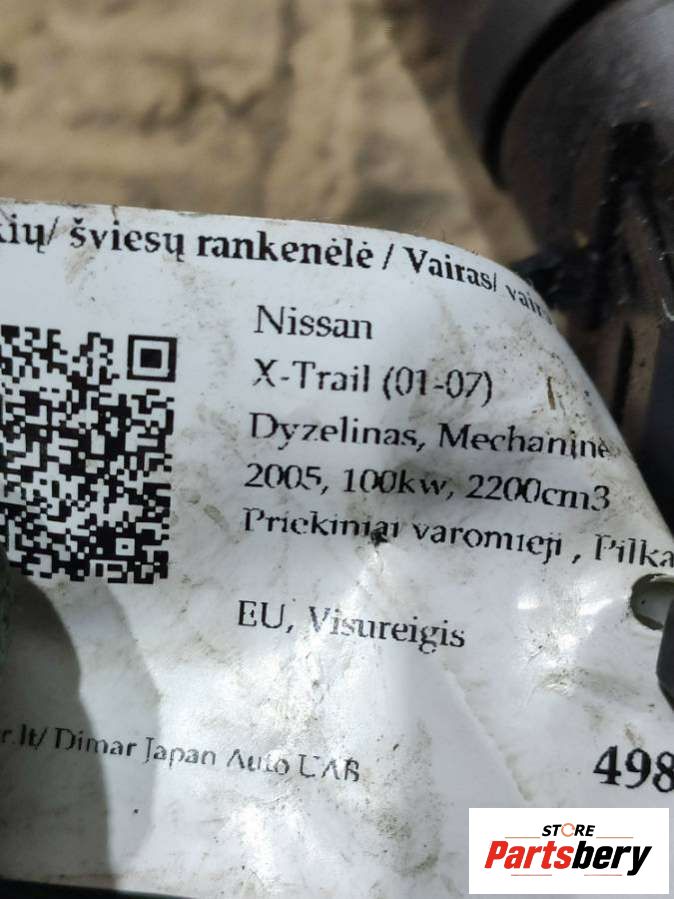 kių/ šviesų rankenėlė / Vairas/
Nissan
X-Trail (01-07)
Dyzelinas, Mechaninė
2005, 100kw, 2200cm3
Priekiniai varomieji , Pilka
EU, Visureigis
r.lt/ Dimar Japan Auto UAB
498
STORE
Partsbery